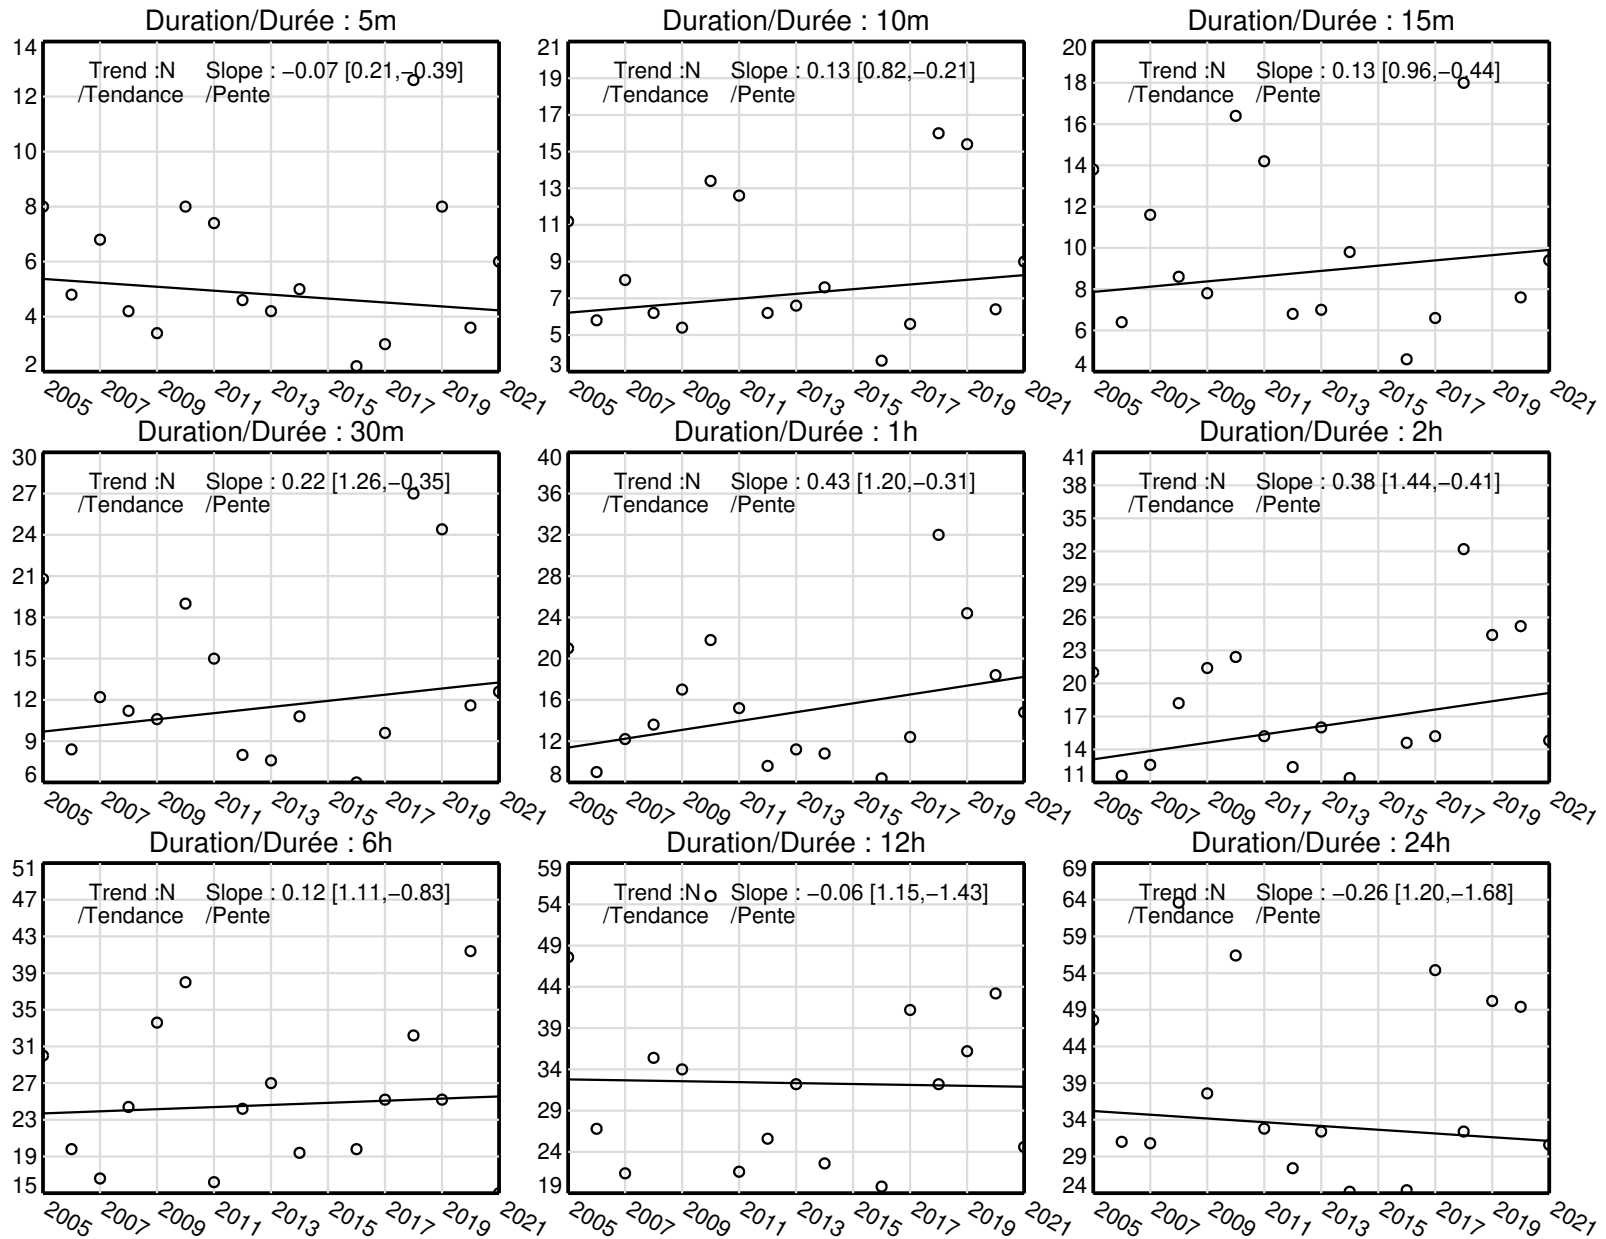 Duration/Durée : 5m
Trend :N Slope : −0.07 [0.21,−0.39]
/Tendance /Pente
14
12
10
8
6
4
2
2005 2007 2009 2011 2013 2015 2017 2019 2021
Duration/Durée : 10m
Trend :N Slope : 0.13 [0.82,−0.21]
/Tendance /Pente
21
19
17
15
13
11
9
7
5
3
2005 2007 2009 2011 2013 2015 2017 2019 2021
Duration/Durée : 15m
Trend :N Slope : 0.13 [0.96,−0.44]
/Tendance /Pente
20
18
16
14
12
10
8
6
4
2005 2007 2009 2011 2013 2015 2017 2019 2021
Duration/Durée : 30m
Trend :N Slope : 0.22 [1.26,−0.35]
/Tendance /Pente
30
27
24
21
18
15
12
9
6
2005 2007 2009 2011 2013 2015 2017 2019 2021
Duration/Durée : 1h
Trend :N Slope : 0.43 [1.20,−0.31]
/Tendance /Pente
40
36
32
28
24
20
16
12
8
2005 2007 2009 2011 2013 2015 2017 2019 2021
Duration/Durée : 2h
Trend :N Slope : 0.38 [1.44,−0.41]
/Tendance /Pente
41
38
35
32
29
26
23
20
17
14
11
2005 2007 2009 2011 2013 2015 2017 2019 2021
Duration/Durée : 6h
Trend :N Slope : 0.12 [1.11,−0.83]
/Tendance /Pente
51
47
43
39
35
31
27
23
19
15
2005 2007 2009 2011 2013 2015 2017 2019 2021
Duration/Durée : 12h
Trend :N Slope : −0.06 [1.15,−1.43]
/Tendance /Pente
59
54
49
44
39
34
29
24
19
2005 2007 2009 2011 2013 2015 2017 2019 2021
Duration/Durée : 24h
Trend :N Slope : −0.26 [1.20,−1.68]
/Tendance /Pente
69
64
59
54
49
44
39
34
29
24
2005 2007 2009 2011 2013 2015 2017 2019 2021